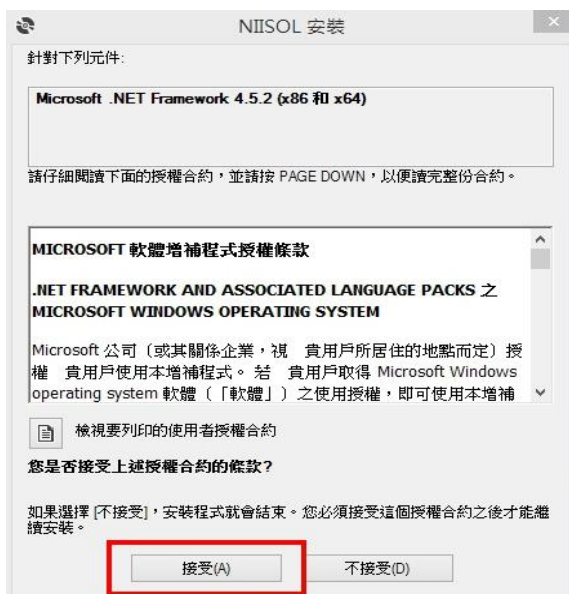 NIISOL 安裝
針對下列元件:
Microsoft .NET Framework 4.5.2 (x86 和 x64)
請仔細閱讀下面的授權合約，並請按 PAGE DOWN，以便讀完整份合約。
MICROSOFT 軟體增補程式授權條款
.NET FRAMEWORK AND ASSOCIATED LANGUAGE PACKS 之
MICROSOFT WINDOWS OPERATING SYSTEM
Microsoft 公司 (或其關係企業，視　貴用戶所居住的地點而定) 授
權　貴用戶使用本增補程式。若　貴用戶取得 Microsoft Windows
operating system 軟體 (「軟體」) 之使用授權，即可使用本增補
檢視要列印的使用者授權合約
您是否接受上述授權合約的條款?
如果選擇 [不接受]，安裝程式就會結束。您必須接受這個授權合約之後才能繼
續安裝。
接受(A)
不接受(D)